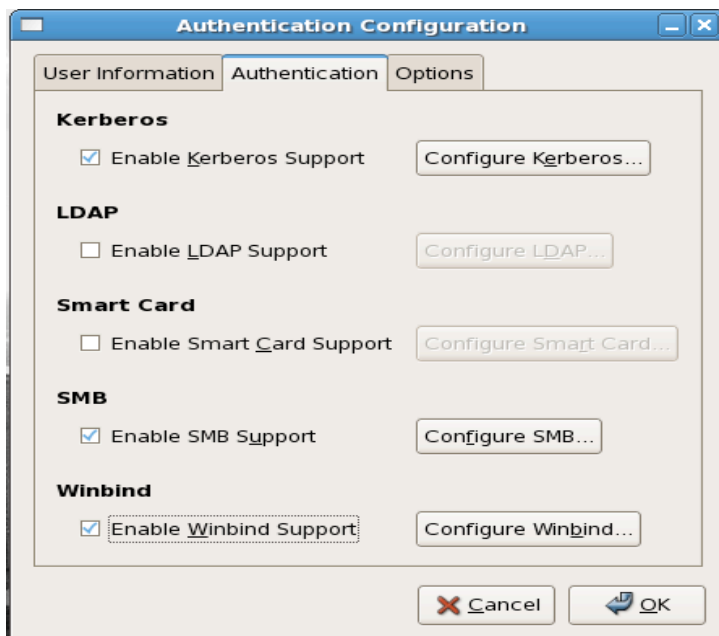 Authentication Configuration
User Information Authentication Options
Kerberos
Enable Kerberos Support Configure Kerberos...
LDAP
Enable LDAP Support Configure LDAP...
Smart Card
Enable Smart Card Support Configure Smart Card...
SMB
Enable SMB Support Configure SMB...
Winbind
Enable Winbind Support Configure Winbind...
Cancel OK